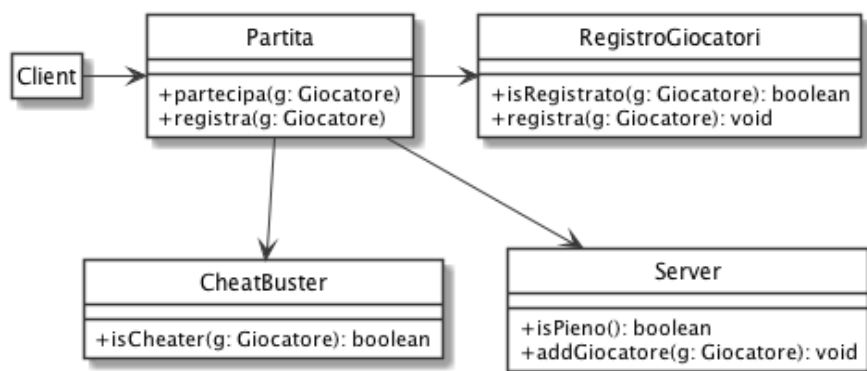 Client
Partita
+partecipa(g: Giocatore)
+registra(g: Giocatore)
RegistroGiocatori
+isRegistrato(g: Giocatore): boolean
+registra(g: Giocatore): void
CheatBuster
+isCheater(g: Giocatore): boolean
Server
+isPieno(): boolean
+addGiocatore(g: Giocatore): void